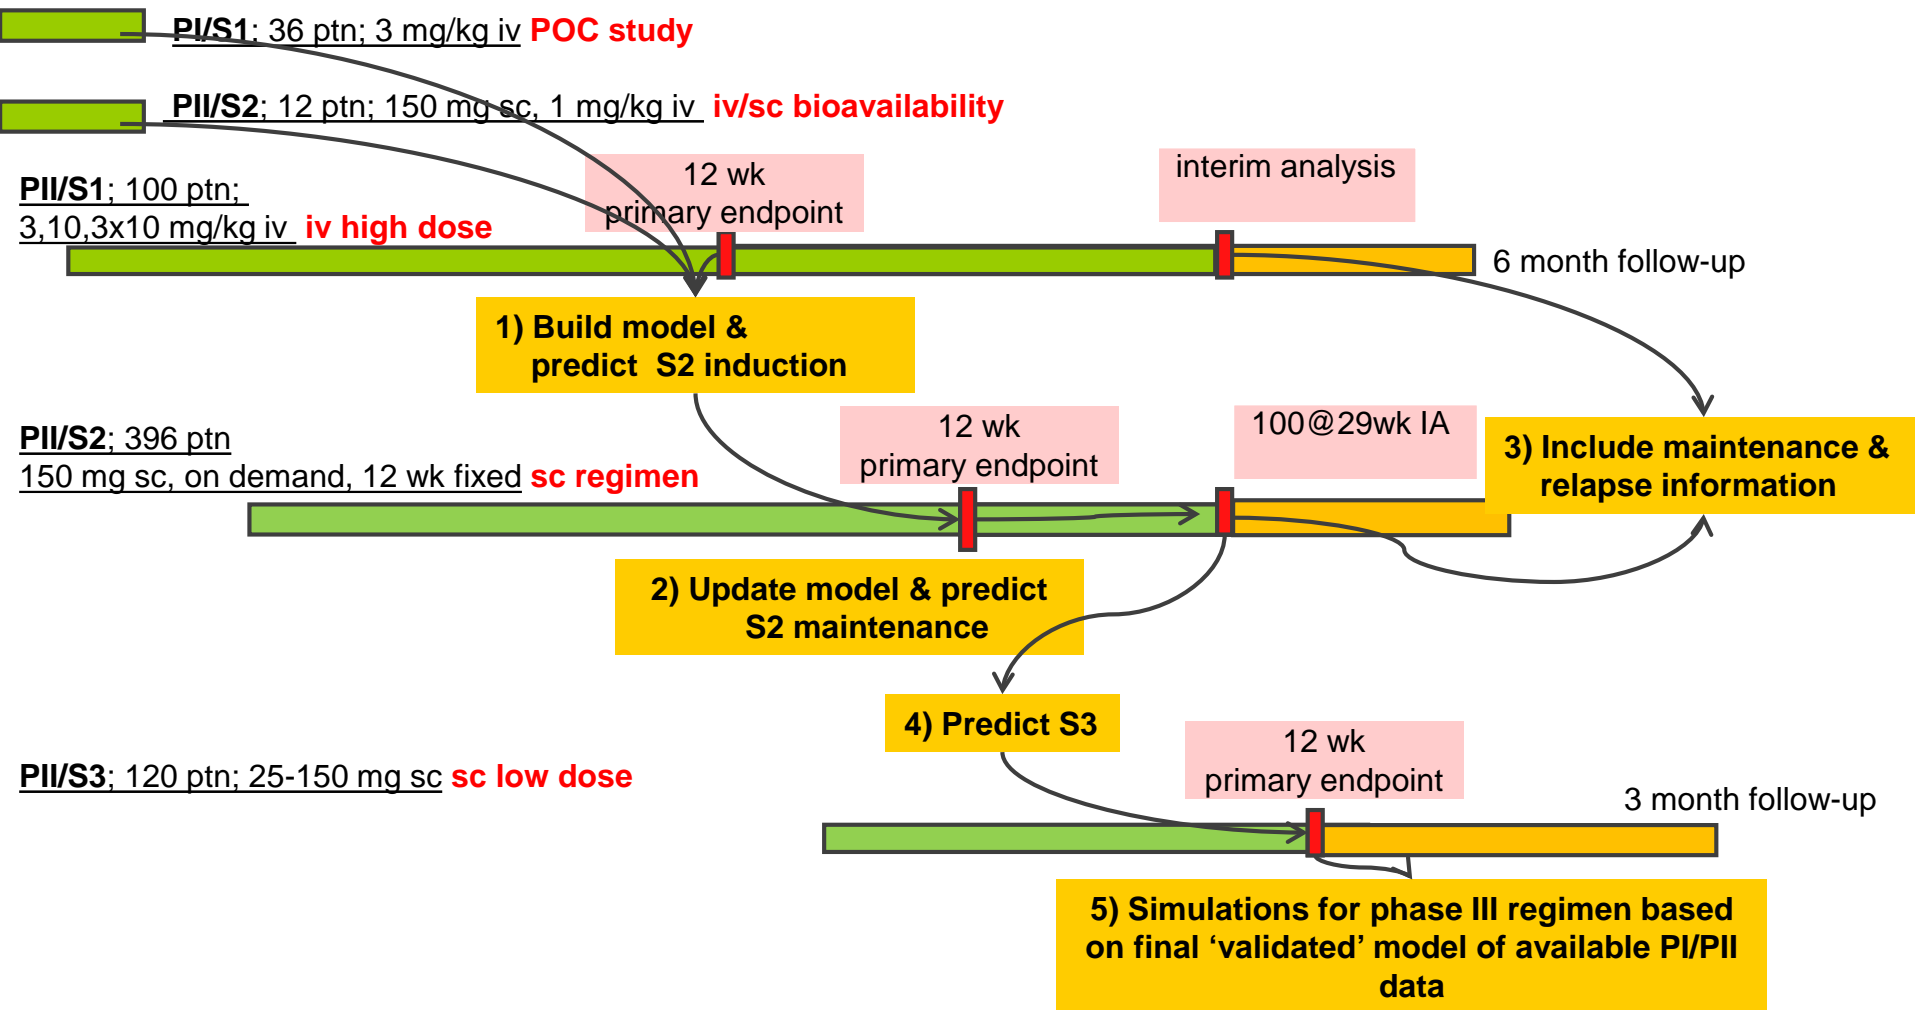 PI/S1; 36 ptn; 3 mg/kg iv POC study
PII/S2; 12 ptn; 150 mg sc, 1 mg/kg iv iv/sc bioavailability
12 wk
primary endpoint
interim analysis
PII/S1; 100 ptn;
3,10,3x10 mg/kg iv iv high dose
6 month follow-up
1) Build model &
predict S2 induction
12 wk
primary endpoint
100@29wk IA
PII/S2; 396 ptn
150 mg sc, on demand, 12 wk fixed sc regimen
3) Include maintenance &
relapse information
2) Update model & predict
S2 maintenance
4) Predict S3
12 wk
primary endpoint
PII/S3; 120 ptn; 25-150 mg sc sc low dose
3 month follow-up
5) Simulations for phase III regimen based
on final ‘validated’ model of available PI/PII
data